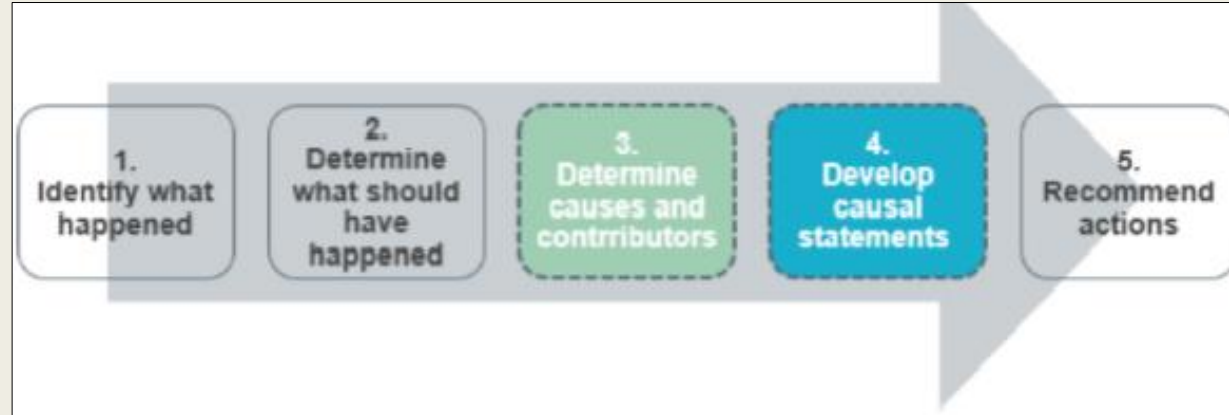 1.
Identify what
happened
2.
Determine
what should
have
happened
3.
Determine
causes and
contrributors
4.
Develop
causal
statements
5.
Recommend
actions